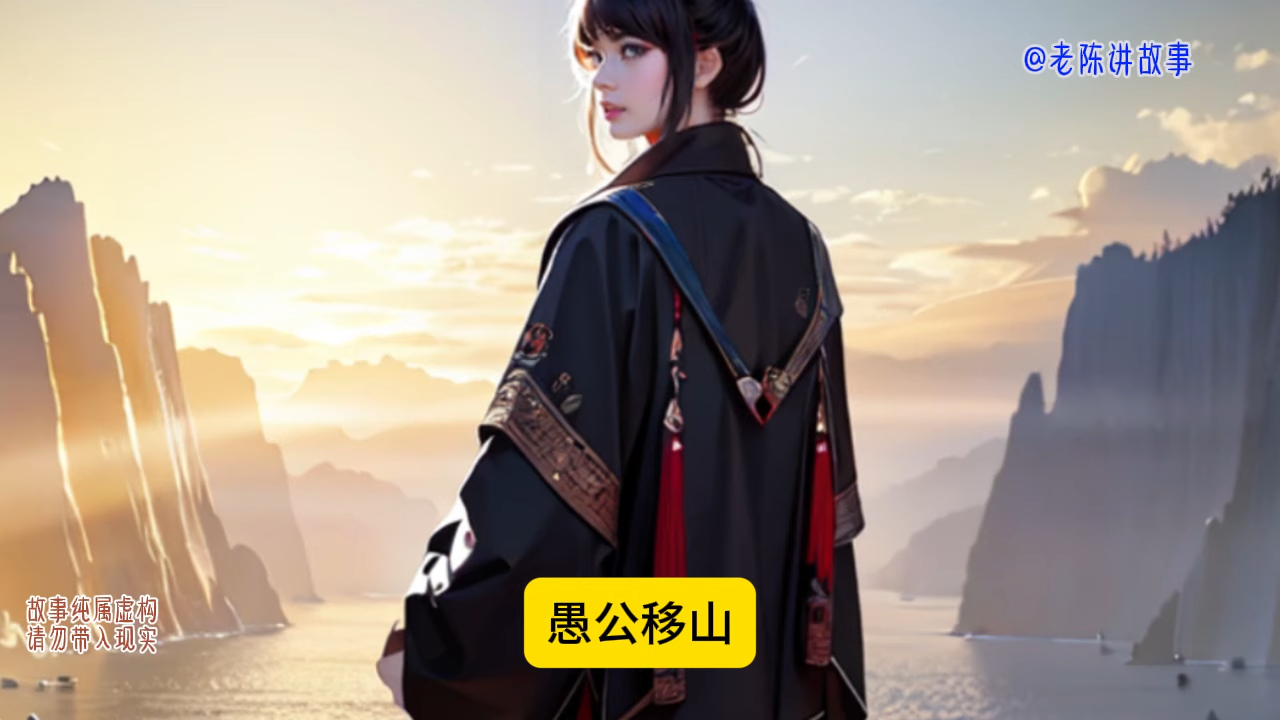 @老陈讲故事
故事纯属虚构
请勿带入现实
愚公移山